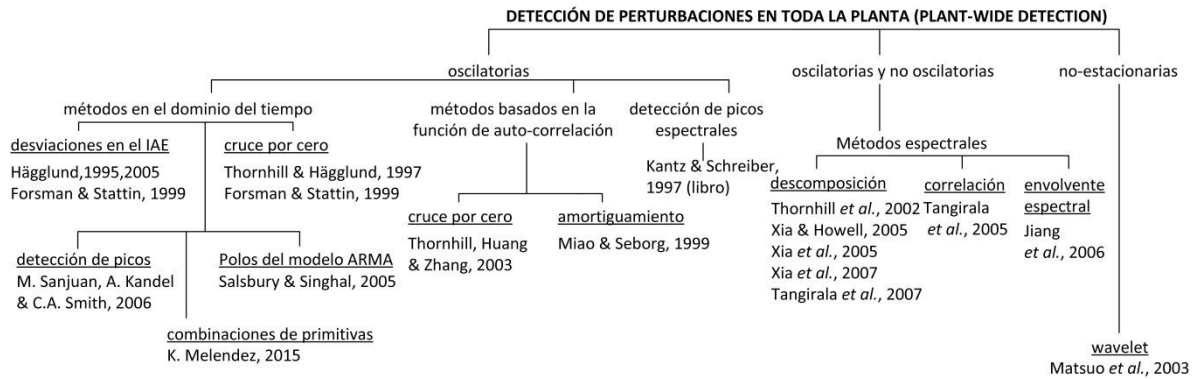 DETECCIÓN DE PERTURBACIONES EN TODA LA PLANTA (PLANT-WIDE DETECTION)
oscilatorias
métodos en el dominio del tiempo
desviaciones en el IAE
Hägglund,1995,2005
Forsman & Stattin, 1999
cruce por cero
Thornhill & Hägglund, 1997
Forsman & Stattin, 1999
detección de picos
M. Sanjuan, A. Kandel
& C.A. Smith, 2006
Polos del modelo ARMA
Salsbury & Singhal, 2005
combinaciones de primitivas
K. Melendez, 2015
métodos basados en la
función de auto-correlación
cruce por cero
Thornhill, Huang
& Zhang, 2003
amortiguamiento
Miao & Seborg, 1999
detección de picos
espectrales
Kantz & Schreiber,
1997 (libro)
oscilatorias y no oscilatorias
Métodos espectrales
descomposición
Thornhill et al., 2002
Xia & Howell, 2005
Xia et al., 2005
Xia et al., 2007
Tangirala et al., 2007
correlación
Tangirala
et al., 2005
envolvente
espectral
Jiang
et al., 2006
no-estacionarias
wavelet
Matsuo et al., 2003